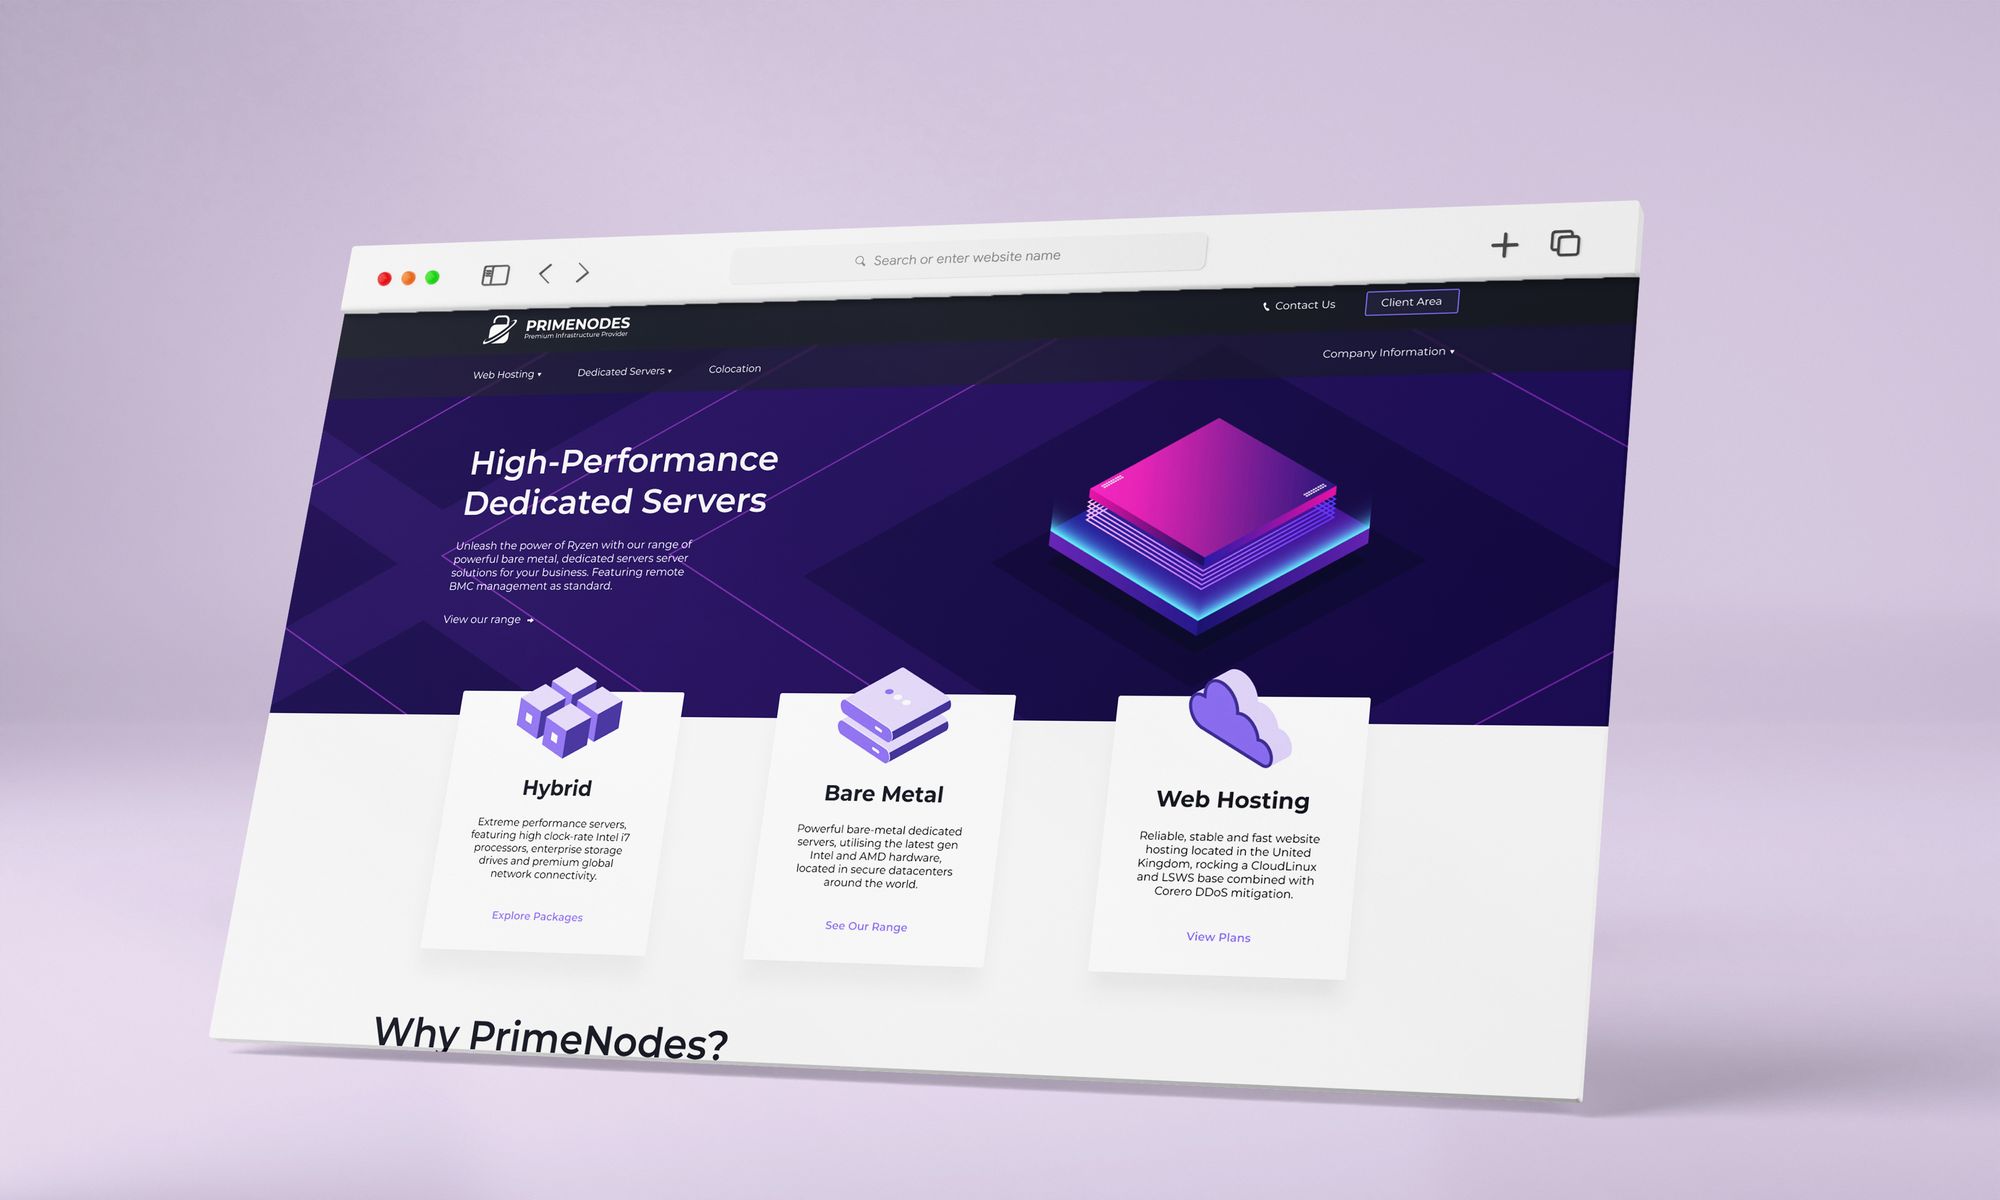 Search or enter website name
PRIMENODES
Premium Infrastructure Provider
Contact Us
Client Area
Web Hosting
Dedicated Servers
Colocation
Company Information
High-Performance
Dedicated Servers
Unleash the power of Ryzen with our range of
powerful bare metal, dedicated servers server
solutions for your business. Featuring remote
BMC management as standard.
View our range
Hybrid
Extreme performance servers,
featuring high clock-rate Intel i7
processors, enterprise storage
drives and premium global
network connectivity.
Explore Packages
Bare Metal
Powerful bare-metal dedicated
servers, utilising the latest gen
Intel and AMD hardware,
located in secure datacenters
around the world.
See Our Range
Web Hosting
Reliable, stable and fast website
hosting located in the United
Kingdom, rocking a CloudLinux
and LSWS base combined with
Corero DDoS mitigation.
View Plans
Why PrimeNodes?